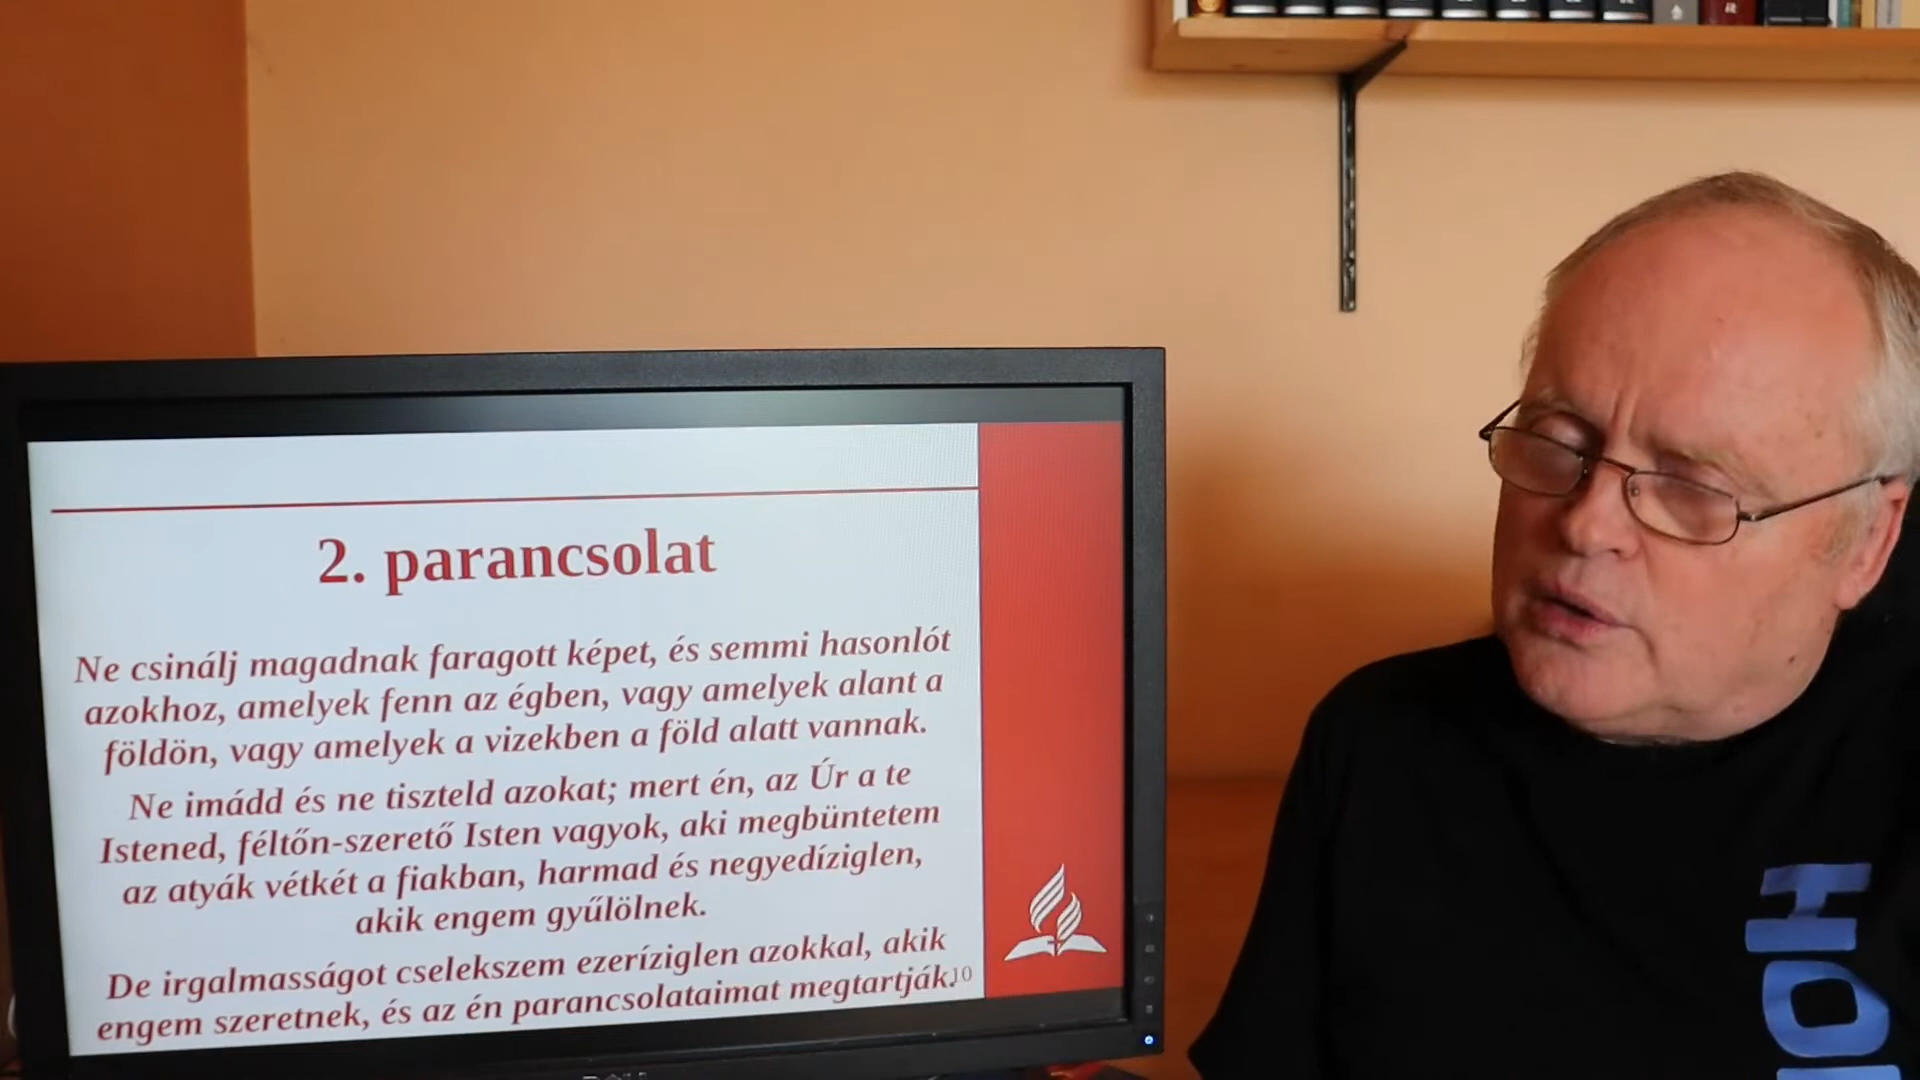 2. parancsolat
Ne csinálj magadnak faragott képet, és semmi hasonlót
azokhoz, amelyek fenn az égben, vagy amelyek alant a
földön, vagy amelyek a vizekben a föld alatt vannak.
Ne imádd és ne tiszteld azokat; mert én, az Úr a te
Istened, féltőn-szerető Isten vagyok, aki megbüntetem
az atyák vétkét a fiakban, harmad és negyedíziglen,
akik engem gyűlölnek.
De irgalmasságot cselekszem ezeríziglen azokkal, akik
engem szeretnek, és az én parancsolataimat megtartják.
10